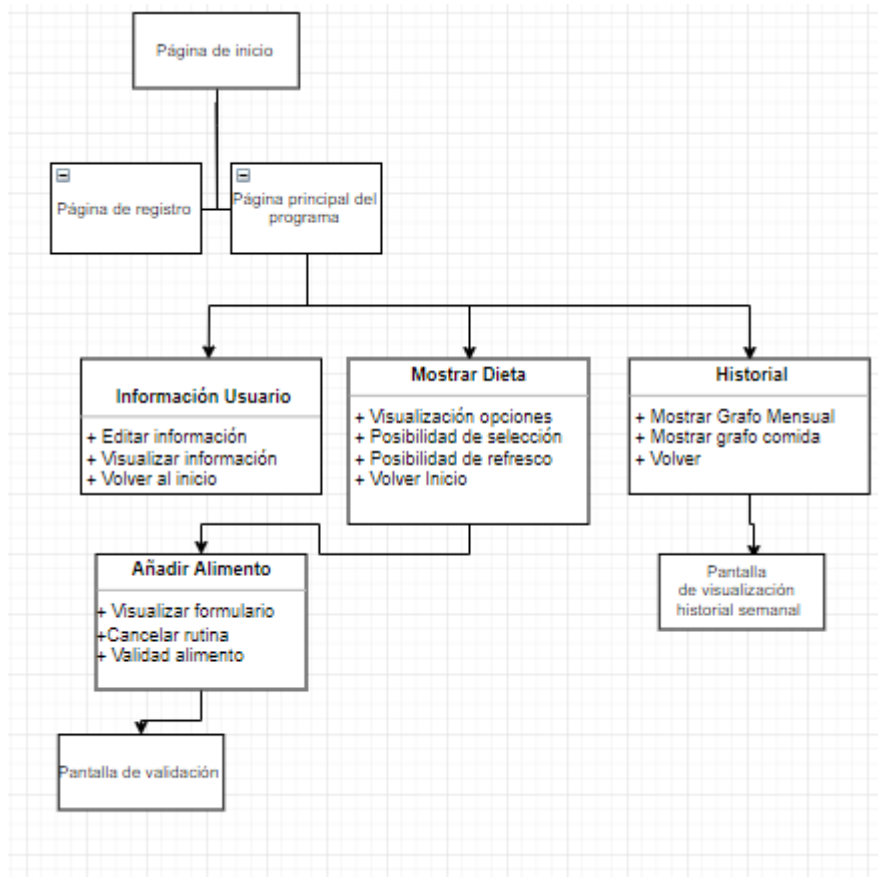 Página de inicio
Página de registro
Página principal del
programa
Información Usuario
+ Editar información
+ Visualizar información
+ Volver al inicio
Mostrar Dieta
+ Visualización opciones
+ Posibilidad de selección
+ Posibilidad de refresco
+ Volver Inicio
Historial
+ Mostrar Grafo Mensual
+ Mostrar grafo comida
+ Volver
Añadir Alimento
+ Visualizar formulario
+Cancelar rutina
+ Validad alimento
Pantalla
de visualización
historial semanal
Pantalla de validación